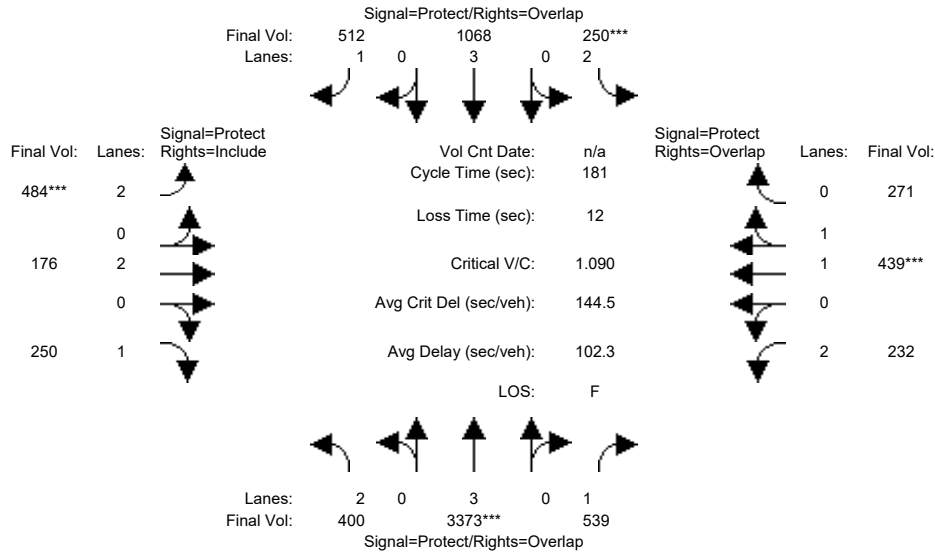 Signal=Protect/Rights=Overlap
Final Vol: 512 1068 250***
Lanes: 1 0 3 0 2
Signal=Protect Signal=Protect
Final Vol: Lanes: Rights=Include Vol Cnt Date: n/a Rights=Overlap Lanes: Final Vol:
Cycle Time (sec): 181
484*** 2 0 271
Loss Time (sec): 12
0 1
176 2 Critical V/C: 1.090 1 439***
0 Avg Crit Del (sec/veh): 144.5 0
250 1 Avg Delay (sec/veh): 102.3 2 232
LOS: F
Lanes: 2 0 3 0 1
Final Vol: 400 3373*** 539
Signal=Protect/Rights=Overlap